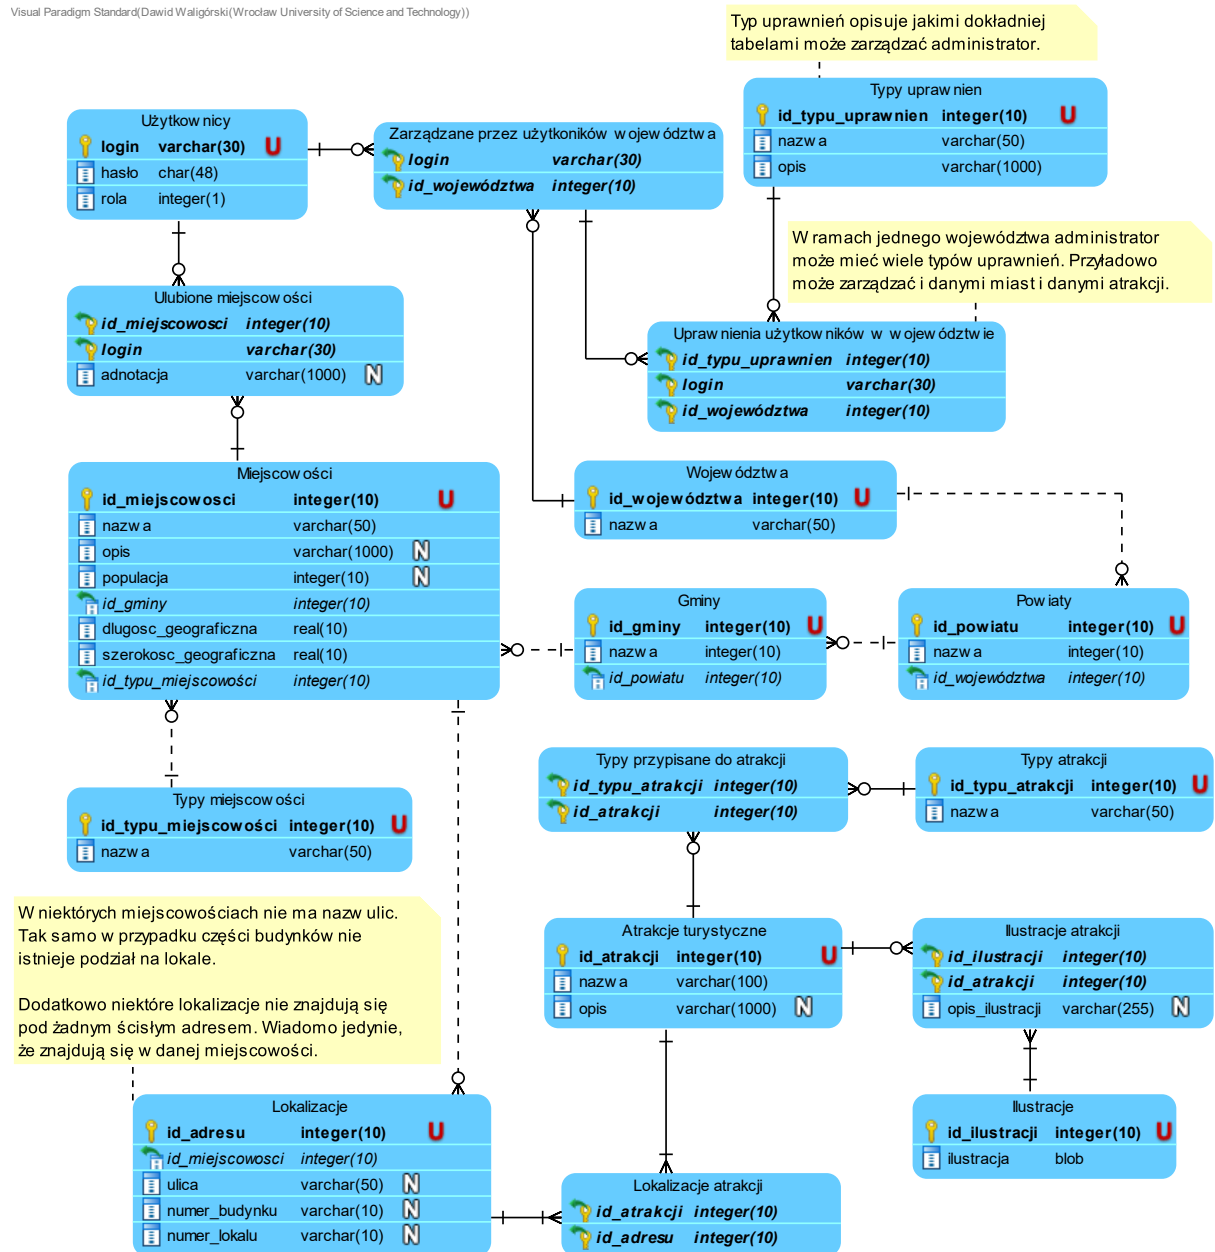 Visual Paradigm Standard(Dawid Waligórski(Wrocław University of Science and Technology))
Typ uprawnień opisuje jakimi dokładniej
tabelami może zarządzać administrator.
Typy uprawnien
id_typu_uprawnien integer(10) U
nazwa varchar(50)
opis varchar(1000)
Użytkownicy
login varchar(30) U
hasło char(48)
rola integer(1)
Zarządzane przez użytkoników województwa
login varchar(30)
id_województwa integer(10)
W ramach jednego województwa administrator
może mieć wiele typów uprawnień. Przyładowo
może zarządzać i danymi miast i danymi atrakcji.
Ulubione miejscowości
id_miejscowosci integer(10)
login varchar(30)
adnotacja varchar(1000) N
Uprawnienia użytkowników w województwie
id_typu_uprawnien integer(10)
login varchar(30)
id_województwa integer(10)
Miejscowości
id_miejscowosci integer(10) U
nazwa varchar(50)
opis varchar(1000) N
populacja integer(10) N
id_gminy integer(10)
dlugosc_geograficzna real(10)
szerokosc_geograficzna real(10)
id_typu_miejscowości integer(10)
Województwa
id_województwa integer(10) U
nazwa varchar(50)
Gminy
id_gminy integer(10) U
nazwa integer(10)
id_powiatu integer(10)
Powiaty
id_powiatu integer(10) U
nazwa integer(10)
id_województwa integer(10)
Typy miejscowości
id_typu_miejscowości integer(10) U
nazwa varchar(50)
Typy przypisane do atrakcji
id_typu_atrakcji integer(10)
id_atrakcji integer(10)
Typy atrakcji
id_typu_atrakcji integer(10) U
nazwa varchar(50)
W niektórych miejscowościach nie ma nazw ulic.
Tak samo w przypadku części budynków nie
istnieje podział na lokale.
Dodatkowo niektóre lokalizacje nie znajdują się
pod żadnym ścisłym adresem. Wiadomo jedynie,
że znajdują się w danej miejscowości.
Atrakcje turystyczne
id_atrakcji integer(10) U
nazwa varchar(100)
opis varchar(1000) N
Ilustracje atrakcji
id_ilustracji integer(10)
id_atrakcji integer(10)
opis_ilustracji varchar(255) N
Lokalizacje
id_adresu integer(10) U
id_miejscowosci integer(10)
ulica varchar(50) N
numer_budynku varchar(10) N
numer_lokalu varchar(10) N
Ilustracje
id_ilustracji integer(10) U
ilustracja blob
Lokalizacje atrakcji
id_atrakcji integer(10)
id_adresu integer(10)